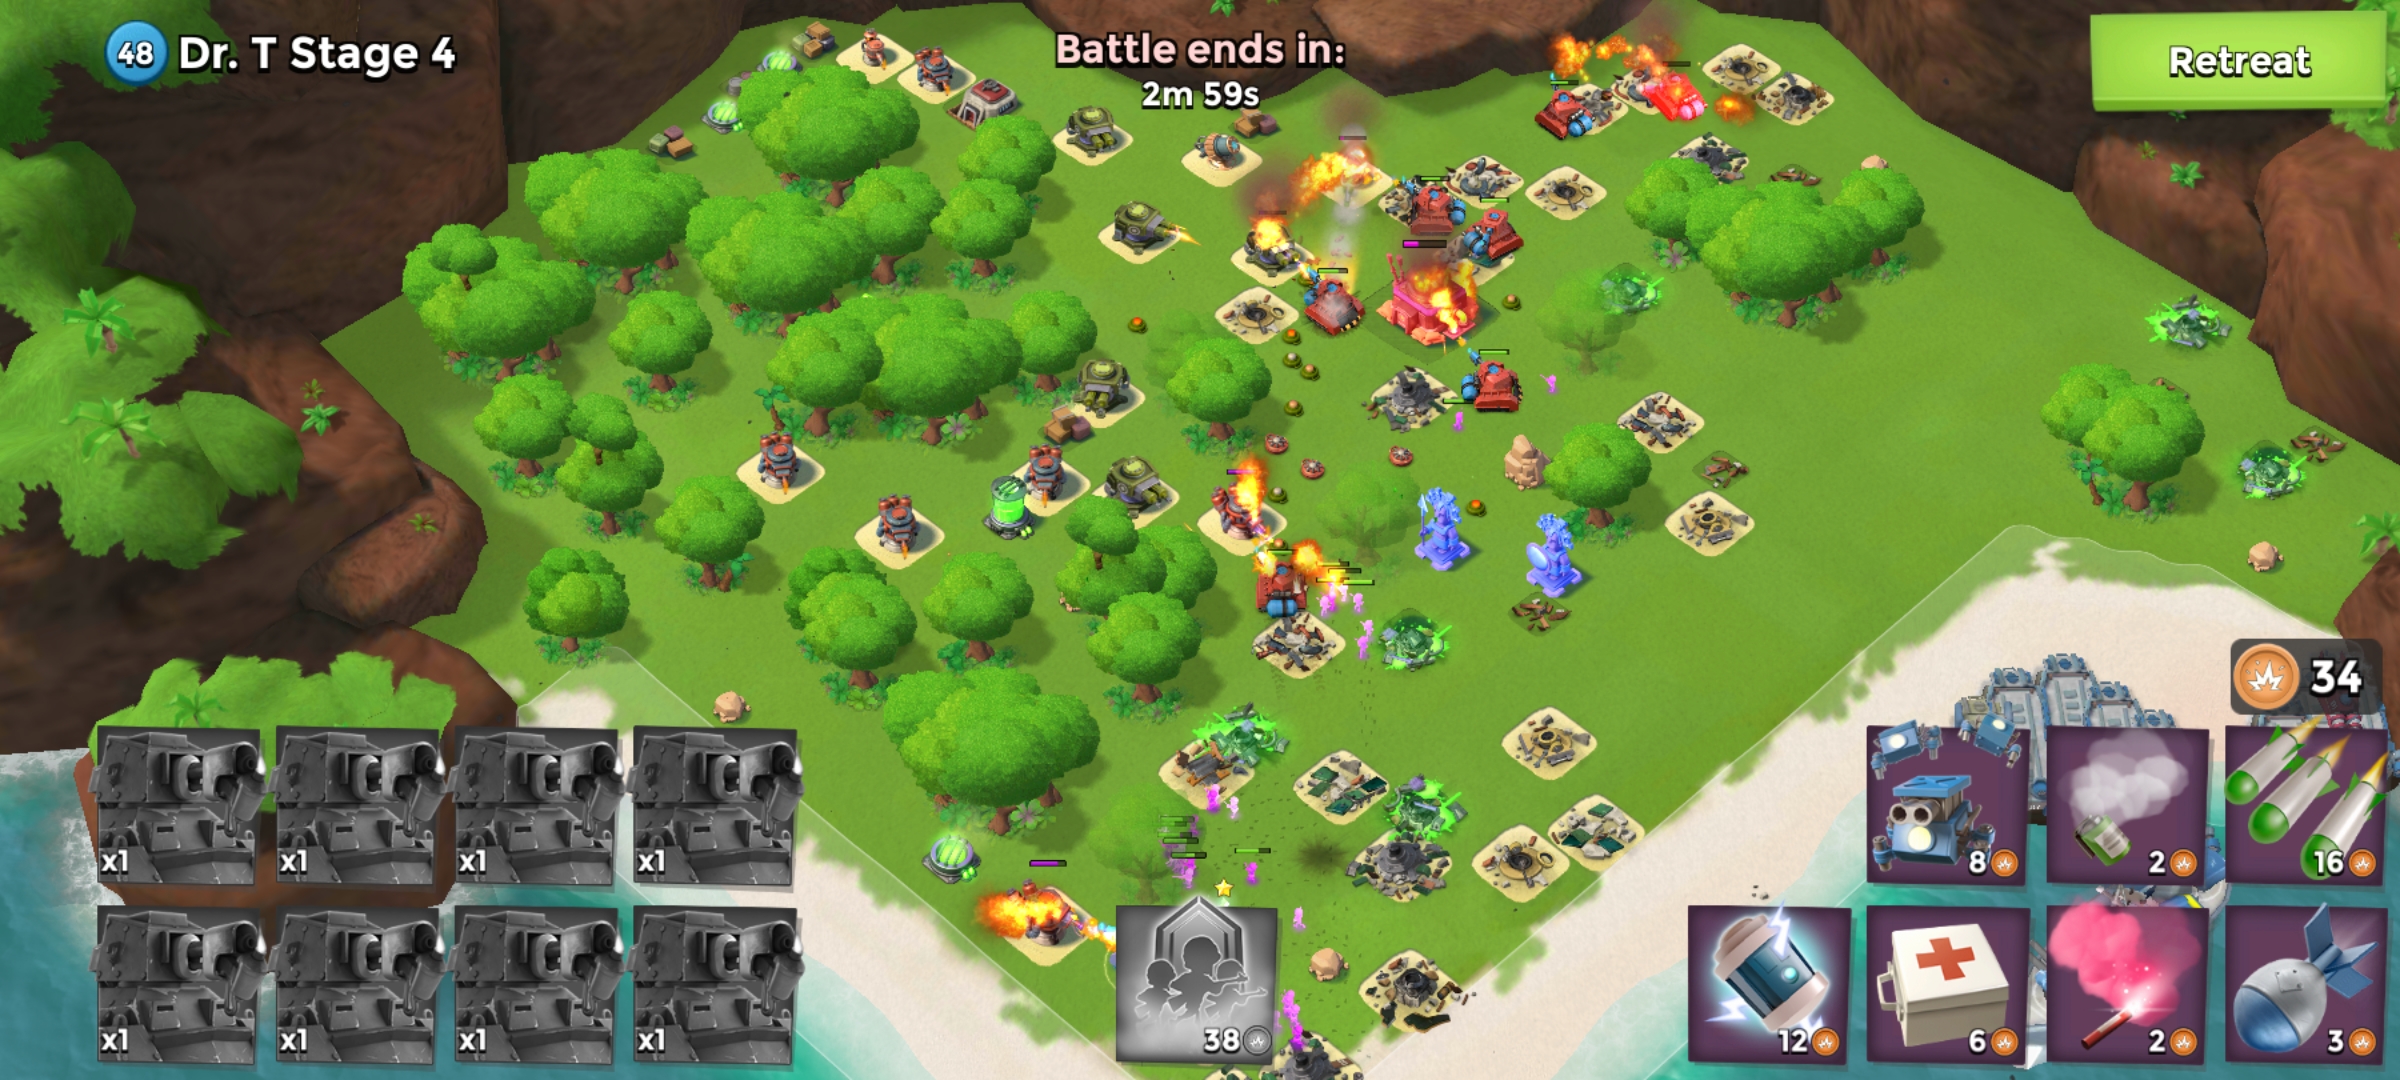 48 Dr. T Stage 4
Battle ends in:
2m 59s
Retreat
34
x1 x1 x1 x1
8 2 16
x1 x1 x1 x1
38
12 6 2 3